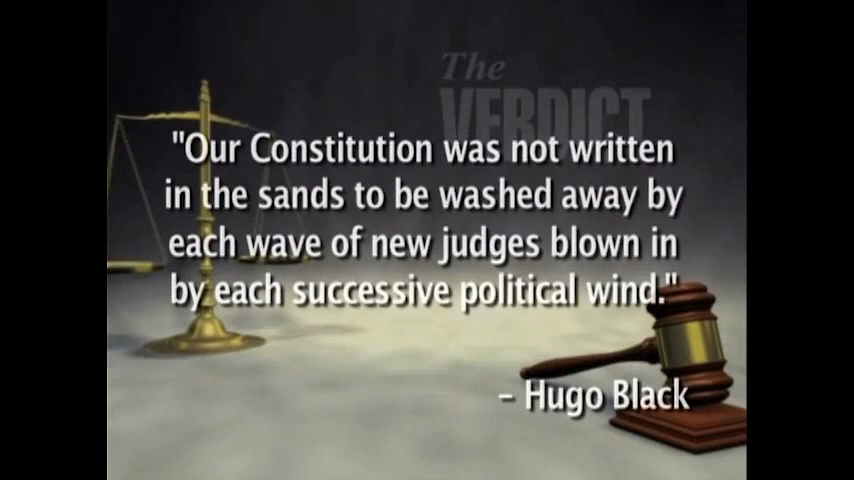 The
VERDICT
"Our Constitution was not written
in the sands to be washed away by
each wave of new judges blown in
by each successive political wind."
– Hugo Black